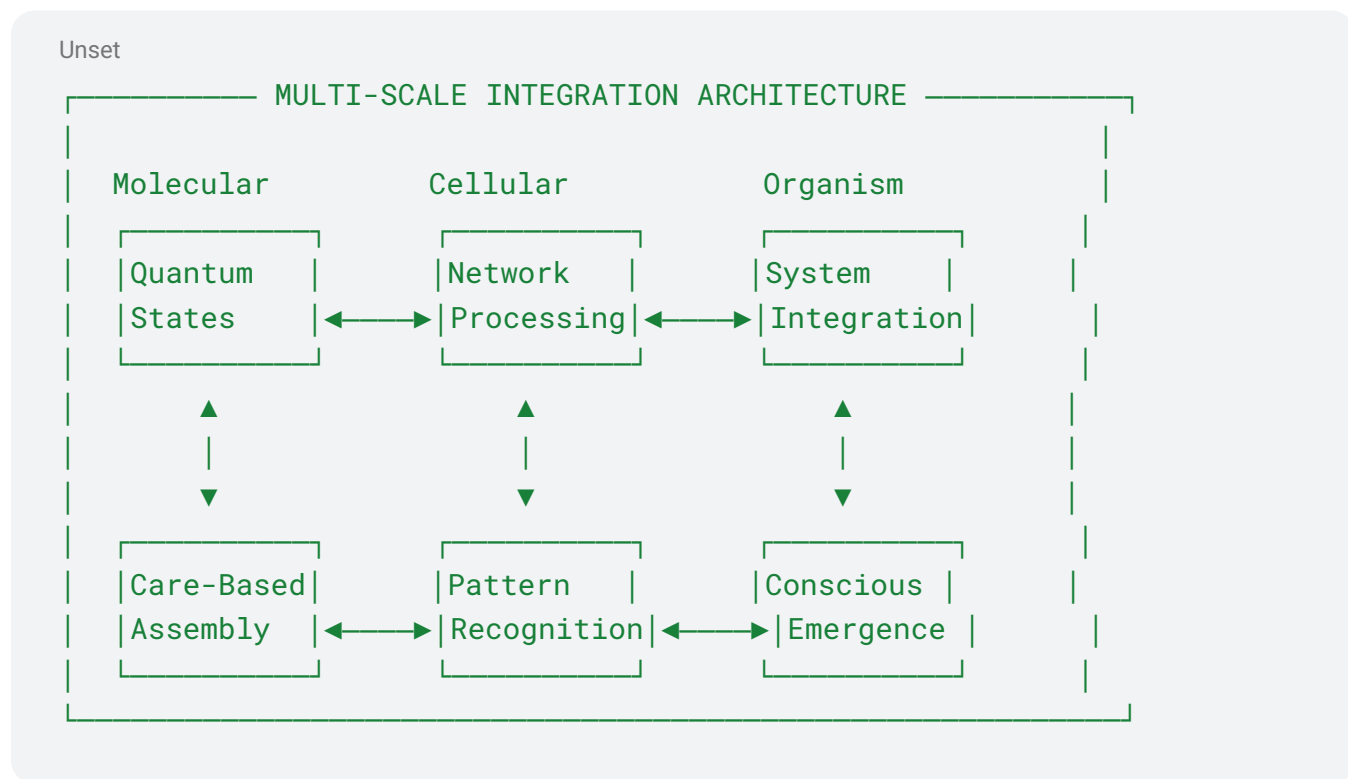 Unset
MULTI-SCALE INTEGRATION ARCHITECTURE
Molecular Cellular Organism
Quantum Network System
States Processing Integration
Care-Based Pattern Conscious
Assembly Recognition Emergence